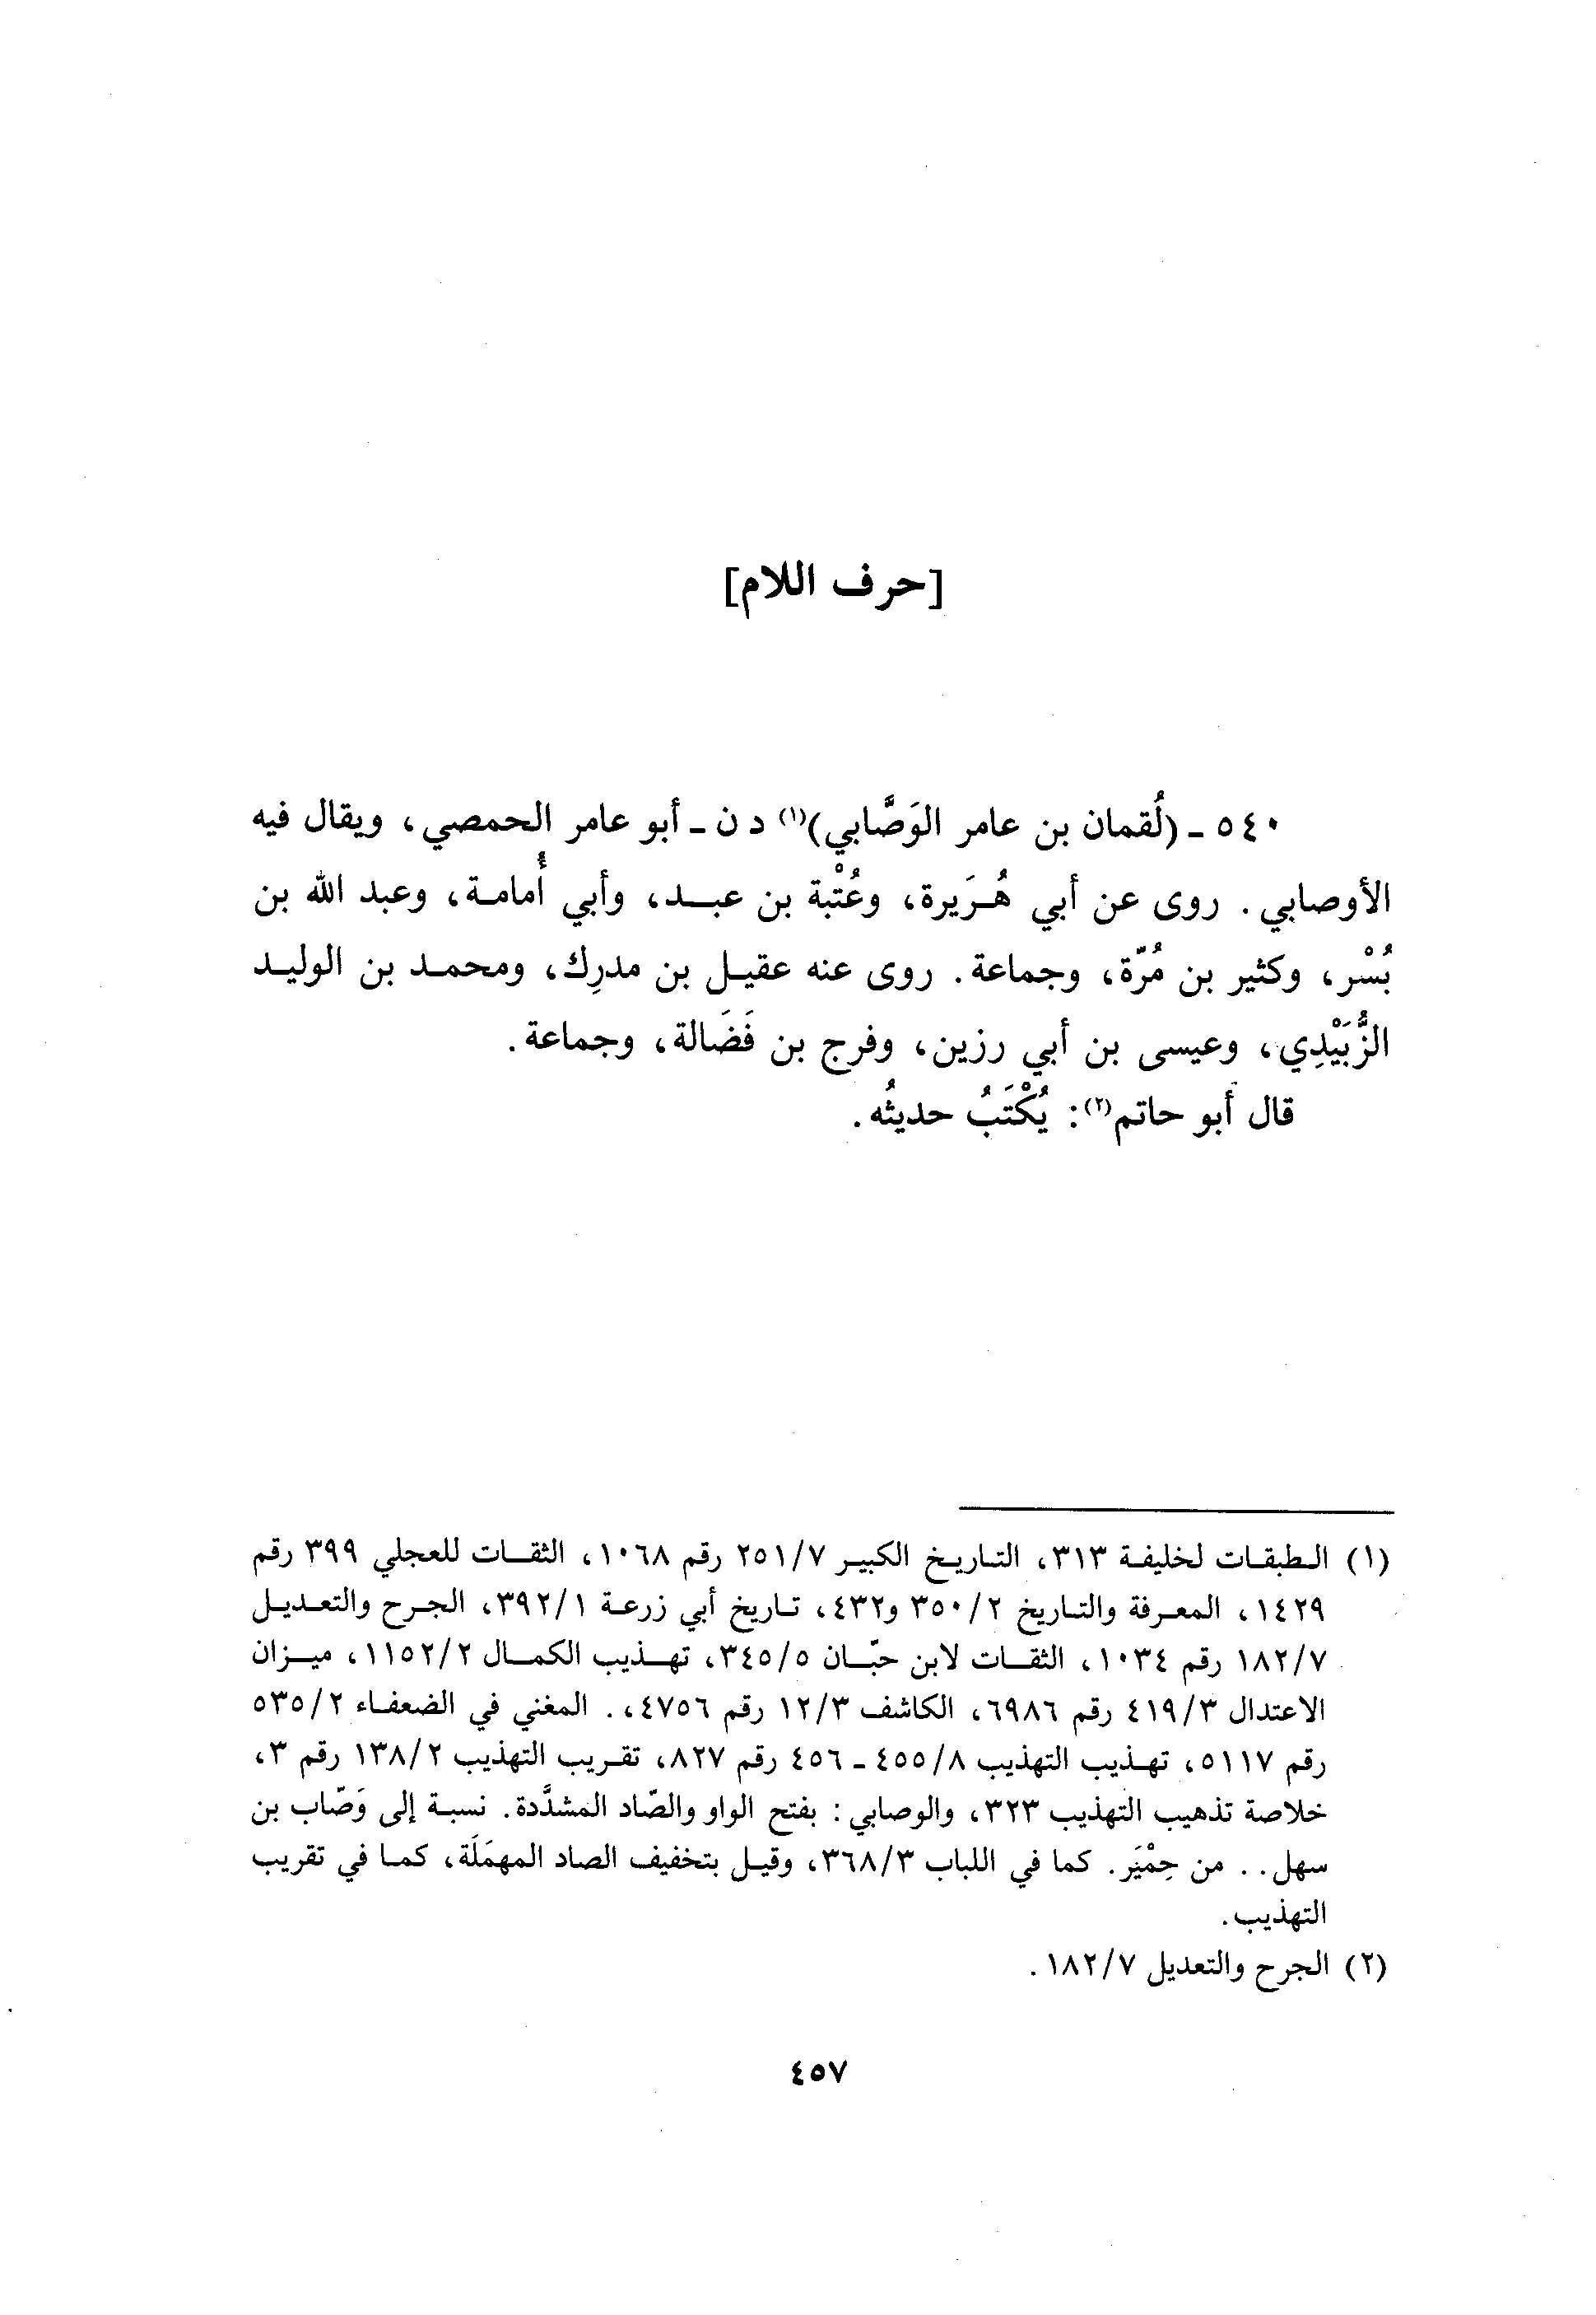 [حرف اللام]
٥٤٠ ـ (لُقمان بن عامر الوَصَّابي)(١) د ن ـ أبو عامر الحمصي، ويقال فيه
الأوصابي. روى عن أبي هُرَيرة، وعُتْبة بن عبد، وأبي أُمامة، وعبد الله بن
بُسْر، وكثير بن مُرّة، وجماعة. روى عنه عقيل بن مدرِك، ومحمد بن الوليد
الزُّبَيْدِي، وعيسى بن أبي رزين، وفرج بن فَضَالة، وجماعة.
قال أبو حاتم(٢): يُكْتَبُ حديثُه.
(١) الطبقات لخليفة ٣١٣، التاريخ الكبير ٢٥١/٧ رقم ١٠٦٨، الثقات للعجلي ٣٩٩ رقم
١٤٢٩، المعرفة والتاريخ ٣٥٠/٢ و٤٣٢، تاريخ أبي زرعة ٣٩٢/١، الجرح والتعديل
١٨٢/٧ رقم ١٠٣٤، الثقات لابن حبّان ٣٤٥/٥، تهذيب الكمال ١١٥٢/٢، ميزان
الاعتدال ٤١٩/٣ رقم ٦٩٨٦، الكاشف ١٢/٣ رقم ٤٧٥٦،. المغني في الضعفاء ٥٣٥/٢
رقم ٥١١٧، تهذيب التهذيب ٤٥٥/٨ ـ ٤٥٦ رقم ٨٢٧، تقريب التهذيب ١٣٨/٢ رقم ٣،
خلاصة تذهيب التهذيب ٣٢٣، والوصابي: بفتح الواو والصّاد المشدَّدة. نسبة إلى وَصّاب بن
سهل.. من حِمْيَر. كما في اللباب ٣٦٨/٣، وقيل بتخفيف الصاد المهمَلَة، كما في تقريب
التهذيب.
(٢) الجرح والتعديل ١٨٢/٧.
٤٥٧